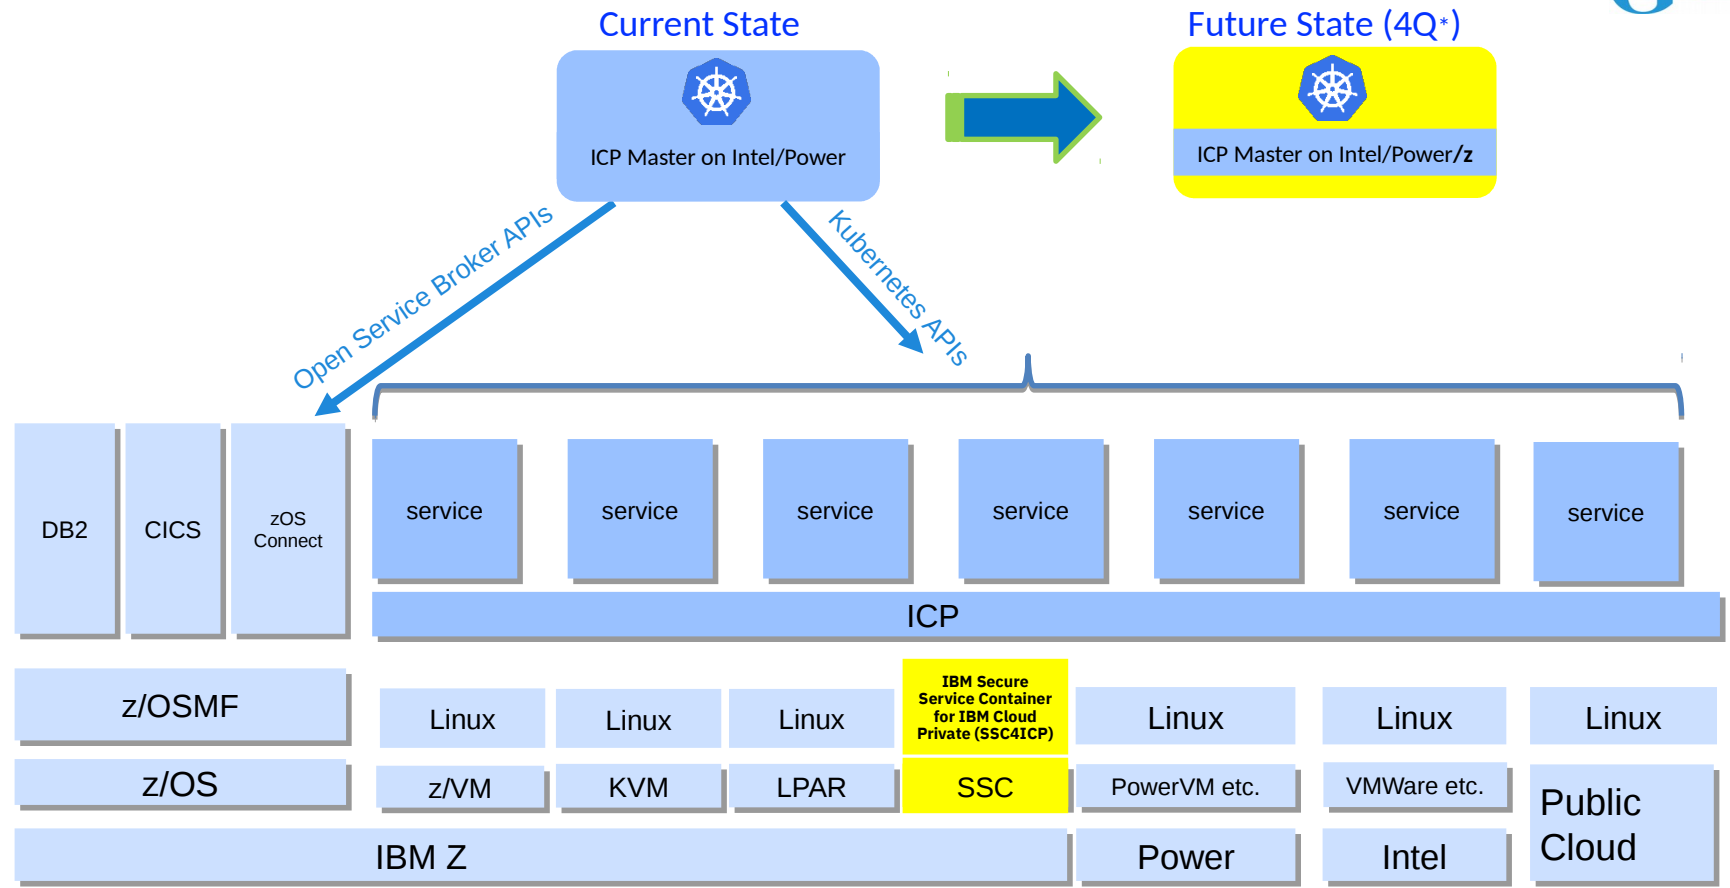 Current State
Future State (4Q*)
ICP Master on Intel/Power
ICP Master on Intel/Power/z
Open Service Broker APIs
Kubernetes APIs
DB2
CICS
zOS
Connect
service
service
service
service
service
service
service
ICP
z/OSMF
Linux
Linux
Linux
IBM Secure
Service Container
for IBM Cloud
Private (SSC4ICP)
Linux
Linux
Linux
z/OS
z/VM
KVM
LPAR
SSC
PowerVM etc.
VMWare etc.
Public
Cloud
IBM Z
Power
Intel